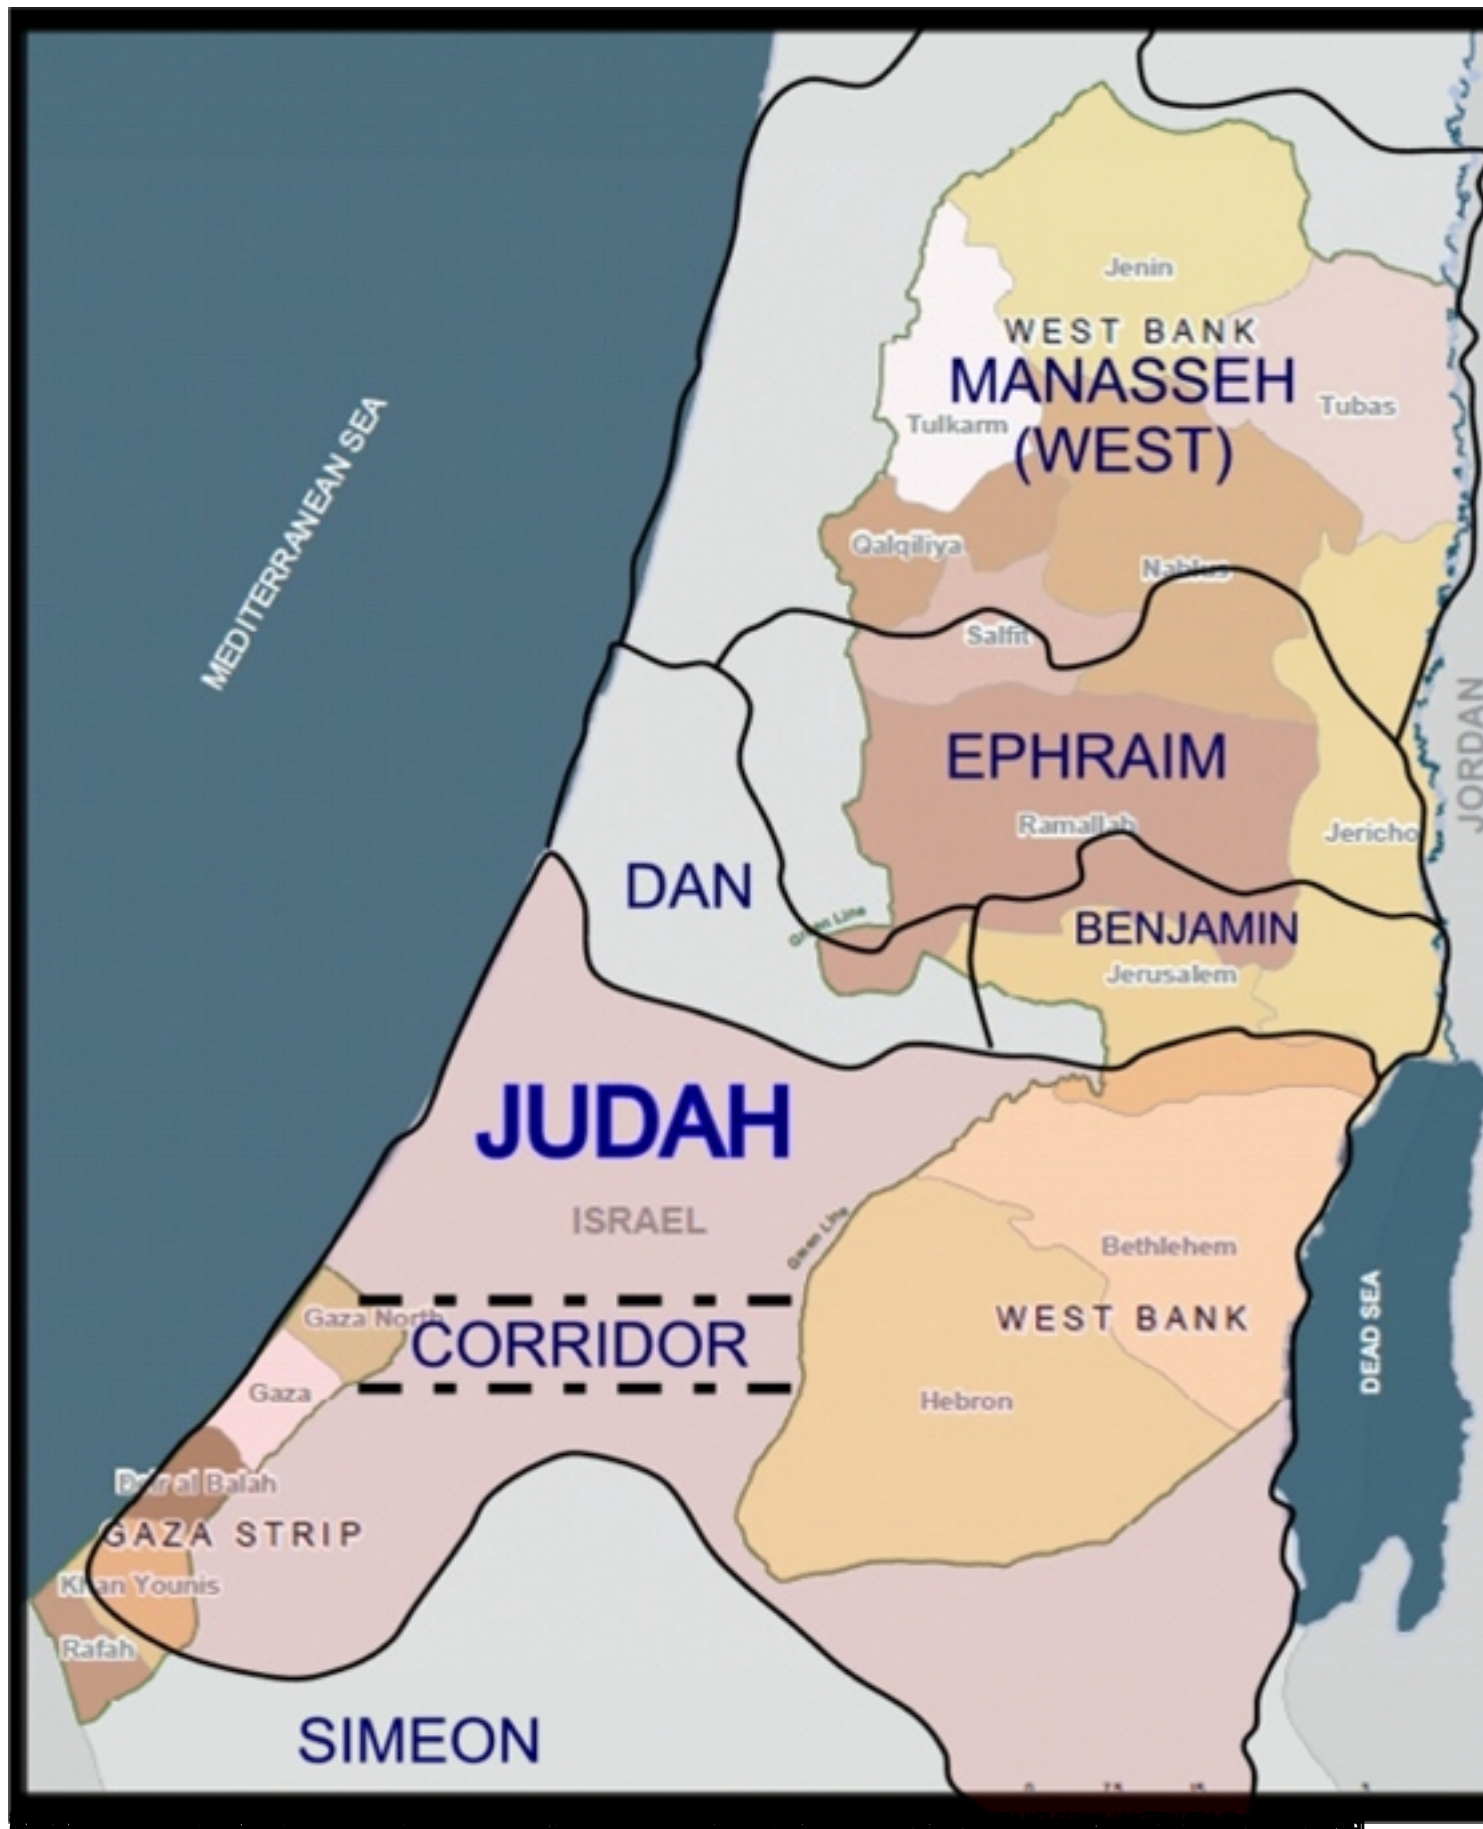 Jenin
WEST BANK
MANASSEH
(WEST)
Tubas
Tulkarm
MEDITERRANEAN SEA
Qalqiliya
Nablus
Salfit
JORDAN
EPHRAIM
Ramallah
Jericho
DAN
Green Line
BENJAMIN
Jerusalem
JUDAH
ISRAEL
Green Line
Bethlehem
Gaza North
CORRIDOR
WEST BANK
DEAD SEA
Gaza
Hebron
Deir al Balah
GAZA STRIP
Khan Younis
Rafah
SIMEON